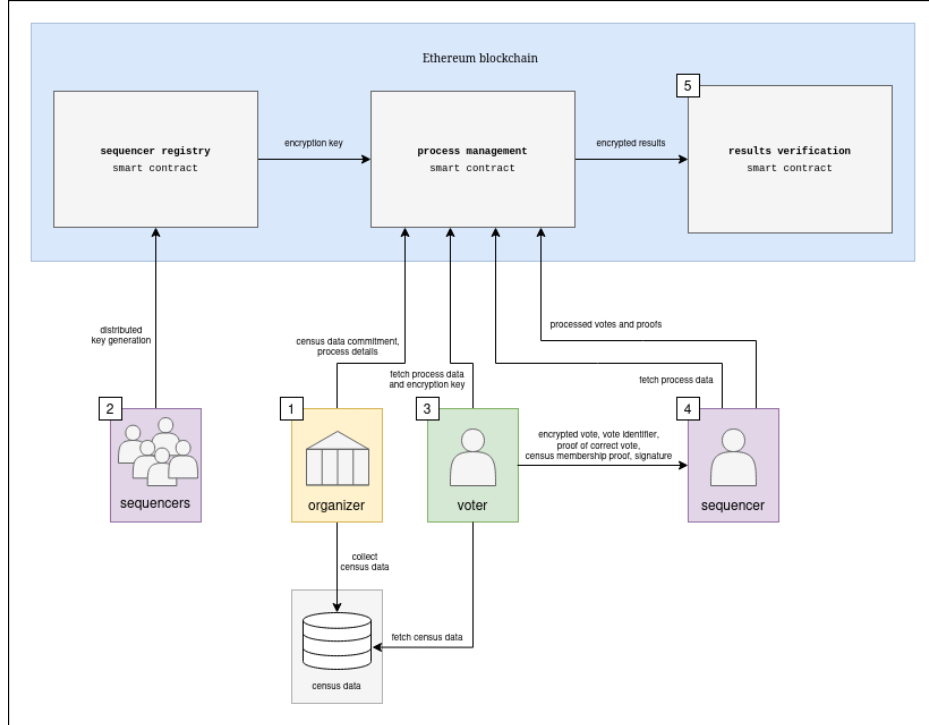 Ethereum blockchain
5
sequencer registry
smart contract
encryption key
process management
smart contract
encrypted results
results verification
smart contract
distributed
key generation
census data commitment,
process details
processed votes and proofs
fetch process data
and encryption key
fetch process data
2
sequencers
1
organizer
3
voter
encrypted vote, vote identifier,
proof of correct vote,
census membership proof, signature
4
sequencer
collect
census data
fetch census data
census data